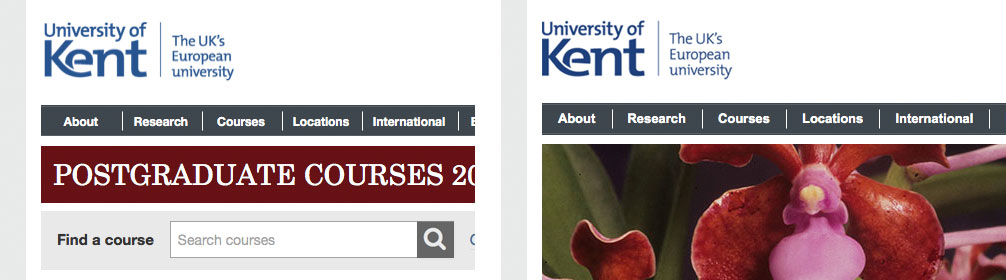 University of
Kent
The UK's
European
university
About Research Courses Locations International
POSTGRADUATE COURSES 20
Find a course Search courses
University of
Kent
The UK's
European
university
About Research Courses Locations International